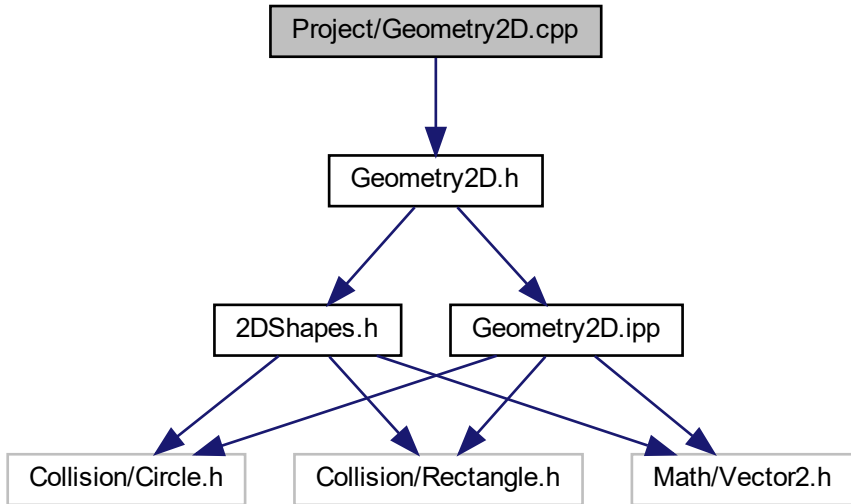 Project/Geometry2D.cpp
Geometry2D.h
2DShapes.h
Geometry2D.ipp
Collision/Circle.h
Collision/Rectangle.h
Math/Vector2.h